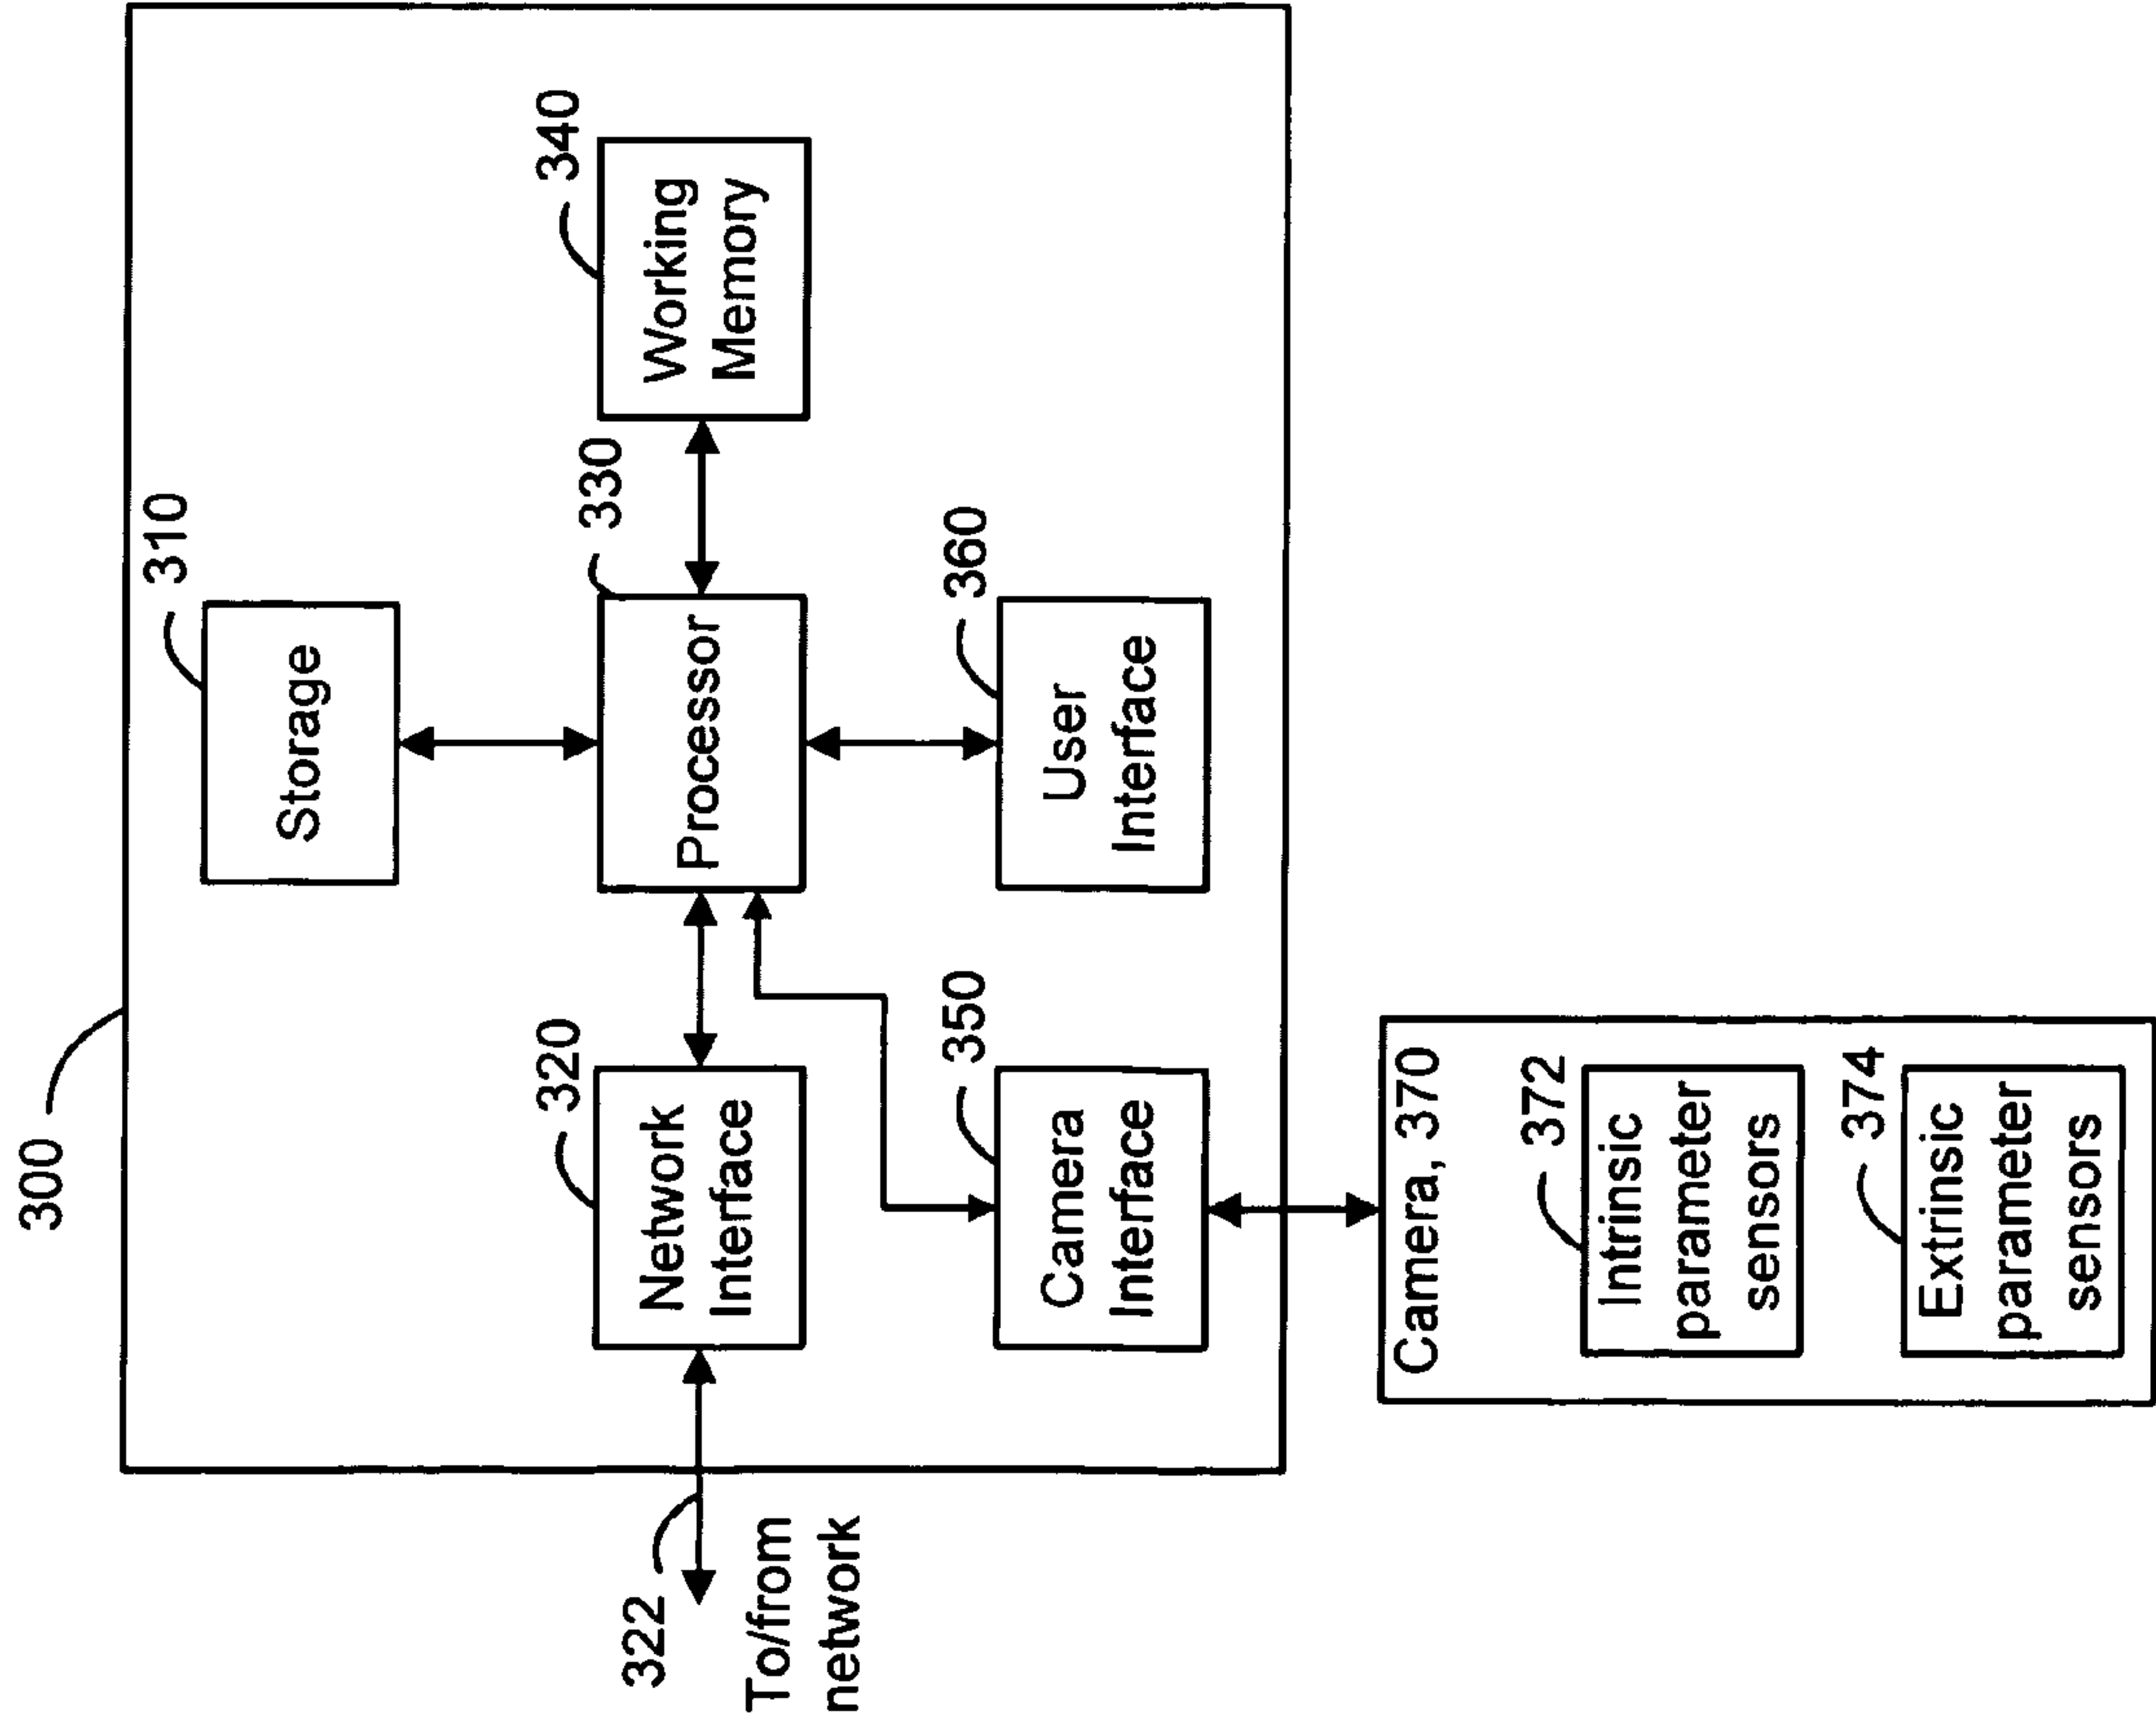 300
310
Storage
320
330
340
Network
Interface
Processor
Working
Memory
322
To/from
network
350
360
Camera
Interface
User
Interface
Camera, 370
372
Intrinsic
parameter
sensors
374
Extrinsic
parameter
sensors